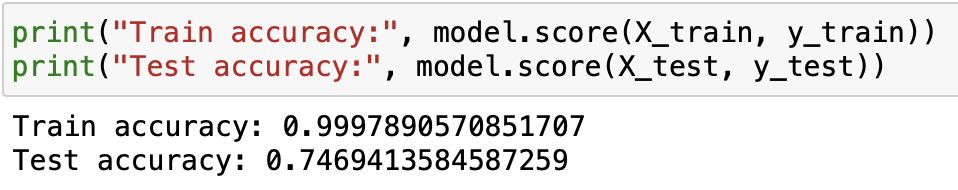 print("Train accuracy:", model.score(X_train, y_train))
print("Test accuracy:", model.score(X_test, y_test))
Train accuracy: 0.9997890570851707
Test accuracy: 0.7469413584587259